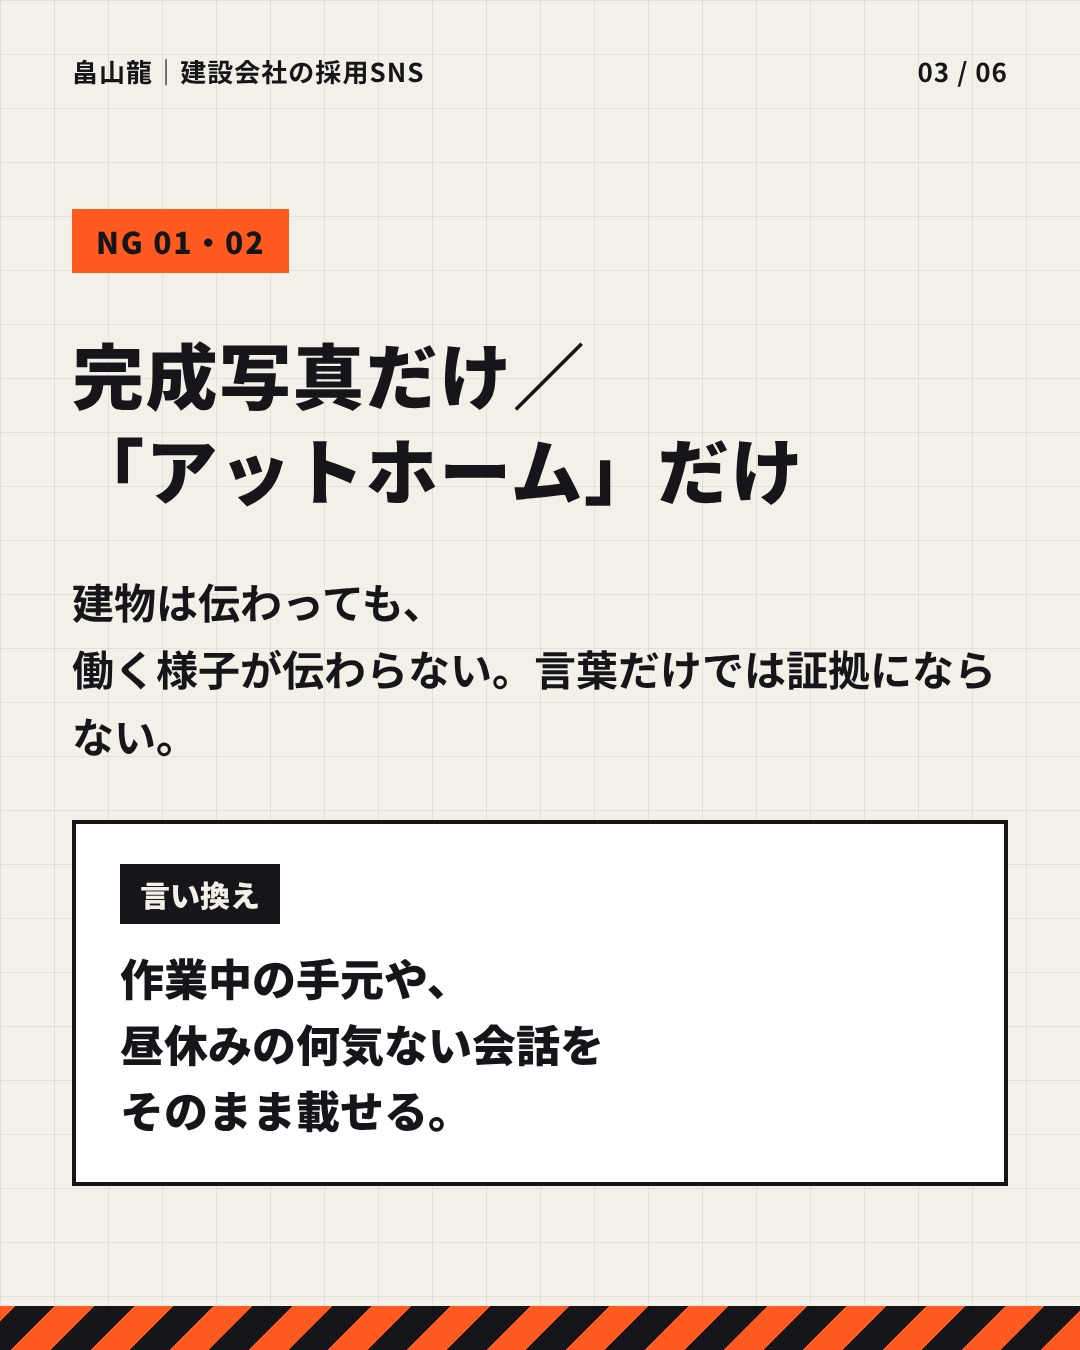 畠山龍｜建設会社の採用SNS
03 / 06
NG 01・02
完成写真だけ／
「アットホーム」だけ
建物は伝わっても、
働く様子が伝わらない。言葉だけでは証拠になら
ない。
言い換え
作業中の手元や、
昼休みの何気ない会話を
そのまま載せる。